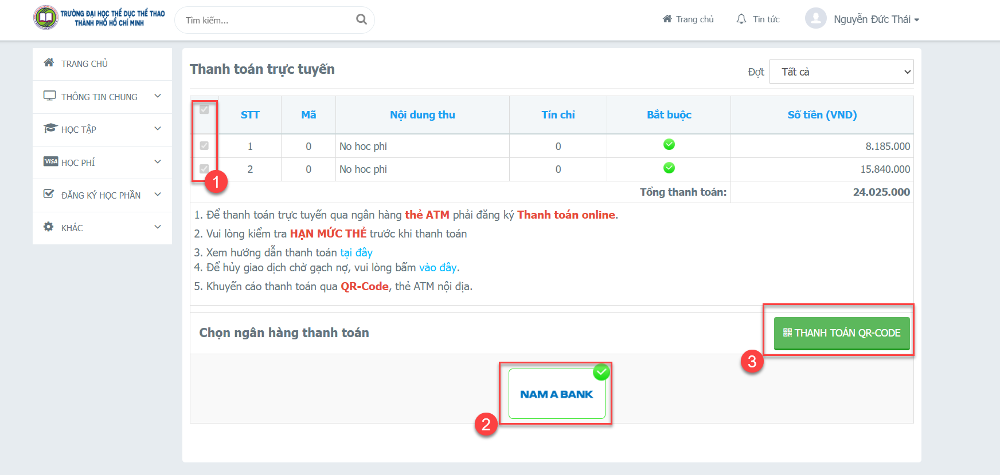 TRƯỜNG ĐẠI HỌC THỂ DỤC THỂ THAO
THÀNH PHỐ HỒ CHÍ MINH
Tìm kiếm...
Trang chủ
Tin tức
Nguyễn Đức Thái
TRANG CHỦ
THÔNG TIN CHUNG
HỌC TẬP
VISA HỌC PHÍ
ĐĂNG KÝ HỌC PHẦN
KHÁC
Thanh toán trực tuyến
Đợt Tất cả
STT Mã Nội dung thu Tín chỉ Bắt buộc Số tiền (VND)
1 0 No hoc phi 0 8.185.000
2 0 No hoc phi 0 15.840.000
1
Tổng thanh toán: 24.025.000
1. Để thanh toán trực tuyến qua ngân hàng thẻ ATM phải đăng ký Thanh toán online.
2. Vui lòng kiểm tra HẠN MỨC THẺ trước khi thanh toán
3. Xem hướng dẫn thanh toán tại đây
4. Để hủy giao dịch chờ gạch nợ, vui lòng bấm vào đây.
5. Khuyến cáo thanh toán qua QR-Code, thẻ ATM nội địa.
Chọn ngân hàng thanh toán
THANH TOÁN QR-CODE
3
NAM A BANK
2